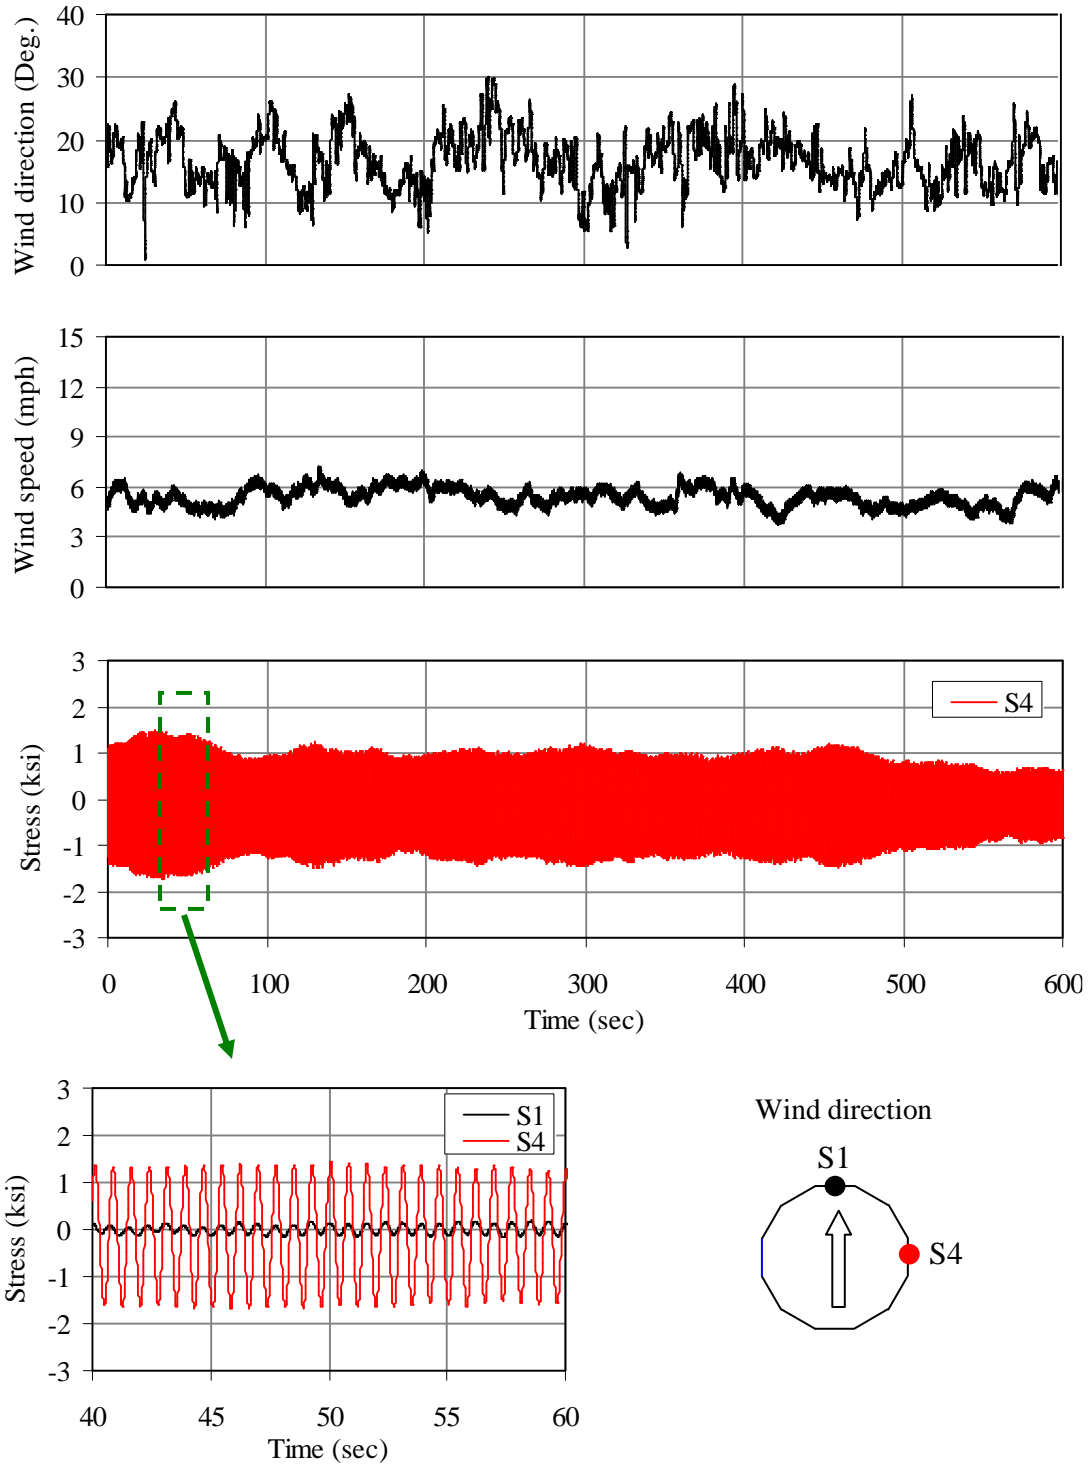 Wind direction (Deg.)
40
30
20
10
0
Wind speed (mph)
15
12
9
6
3
0
Stress (ksi)
3
2
1
0
-1
-2
-3
S4
0 100 200 300 400 500 600
Time (sec)
Stress (ksi)
3
2
1
0
-1
-2
-3
S1
S4
40 45 50 55 60
Time (sec)
Wind direction
S1
S4